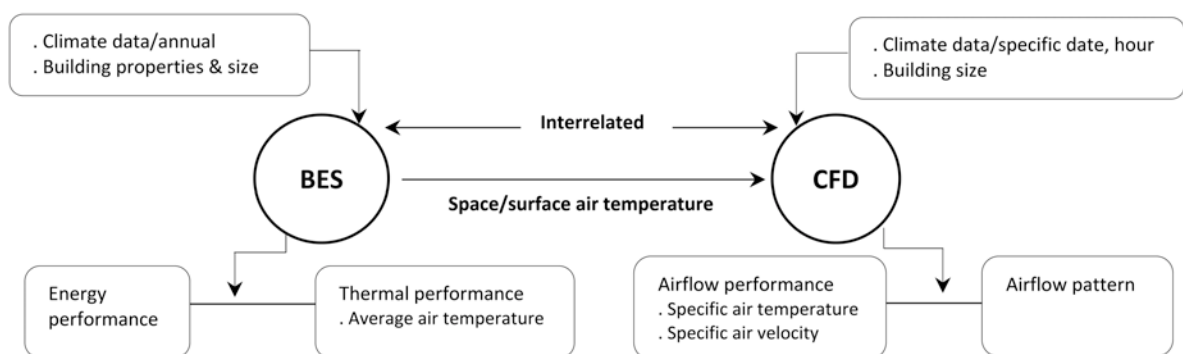 . Climate data/annual
. Building properties & size
. Climate data/specific date, hour
. Building size
Interrelated
BES
CFD
Space/surface air temperature
Energy
performance
Thermal performance
. Average air temperature
Airflow performance
. Specific air temperature
. Specific air velocity
Airflow pattern